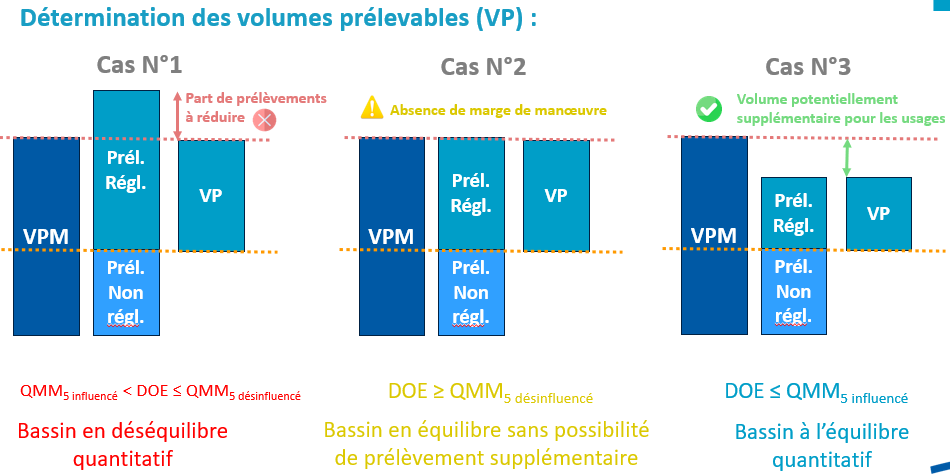 Détermination des volumes prélevables (VP) :
Cas N°1
Part de prélèvements
à réduire
Prél.
Régl.
VP
VPM
Prél.
Non
régl.
QMM5 influencé < DOE ≤ QMM5 désinfluencé
Bassin en déséquilibre
quantitatif
Cas N°2
Absence de marge de manœuvre
Prél.
Régl.
VP
VPM
Prél.
Non
régl.
DOE ≥ QMM5 désinfluencé
Bassin en équilibre sans possibilité
de prélèvement supplémentaire
Cas N°3
Volume potentiellement
supplémentaire pour les usages
Prél.
Régl.
VP
VPM
Prél.
Non
régl.
DOE ≤ QMM5 influencé
Bassin à l’équilibre
quantitatif